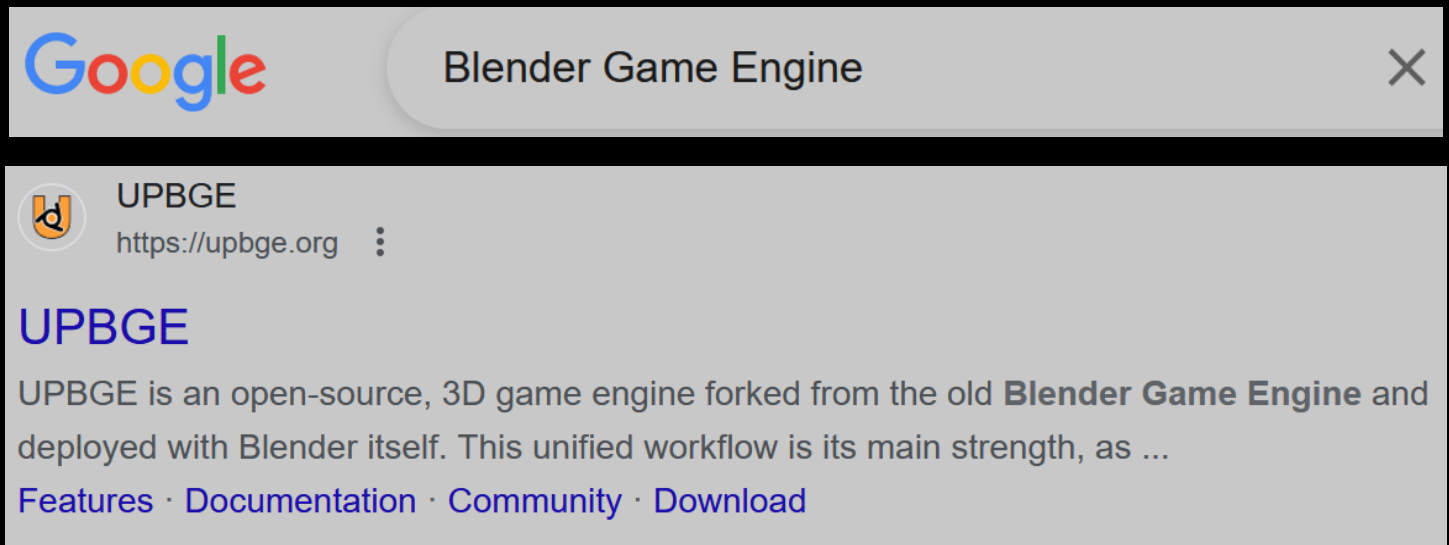 Google
Blender Game Engine
UPBGE
https://upbge.org
UPBGE
UPBGE is an open-source, 3D game engine forked from the old Blender Game Engine and
deployed with Blender itself. This unified workflow is its main strength, as ...
Features · Documentation · Community · Download